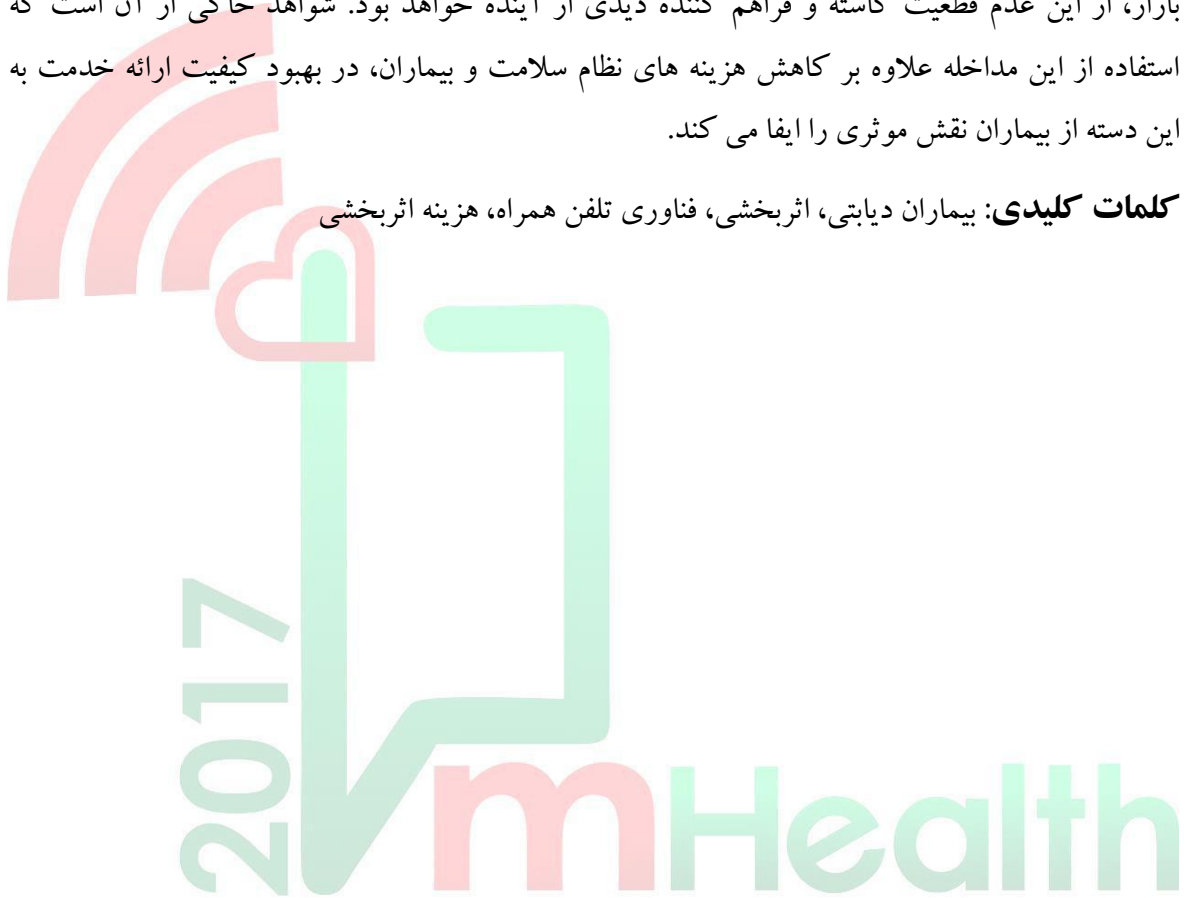 بازار، از این عدم قطعیت کاسته و فراهم کننده دیدی از آینده خواهد بود. شواهد حاکی از آن است که
استفاده از این مداخله علاوه بر کاهش هزینه های نظام سلامت و بیماران، در بهبود کیفیت ارائه خدمت به
این دسته از بیماران نقش موثری را ایفا می کند.
کلمات کلیدی: بیماران دیابتی، اثربخشی، فناوری تلفن همراه، هزینه اثربخشی
2017
mHealth